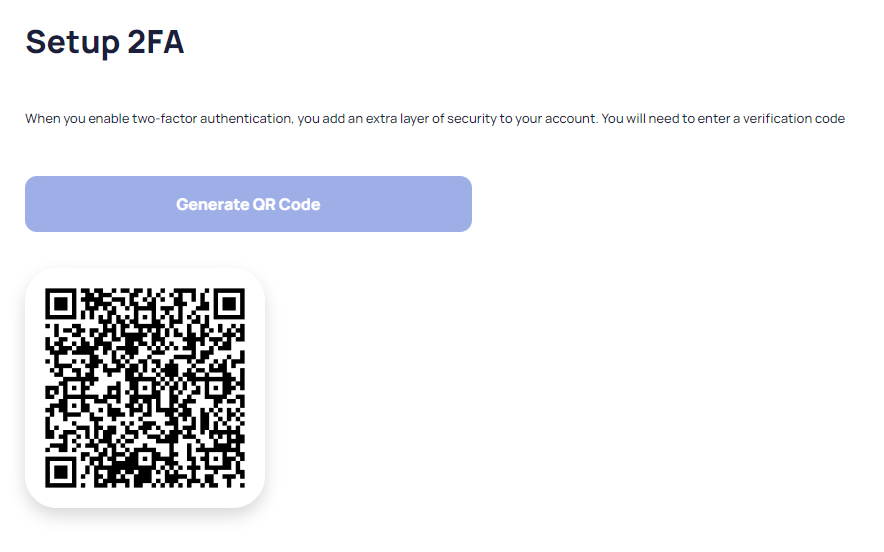 Setup 2FA
When you enable two-factor authentication, you add an extra layer of security to your account. You will need to enter a verification code
Generate QR Code